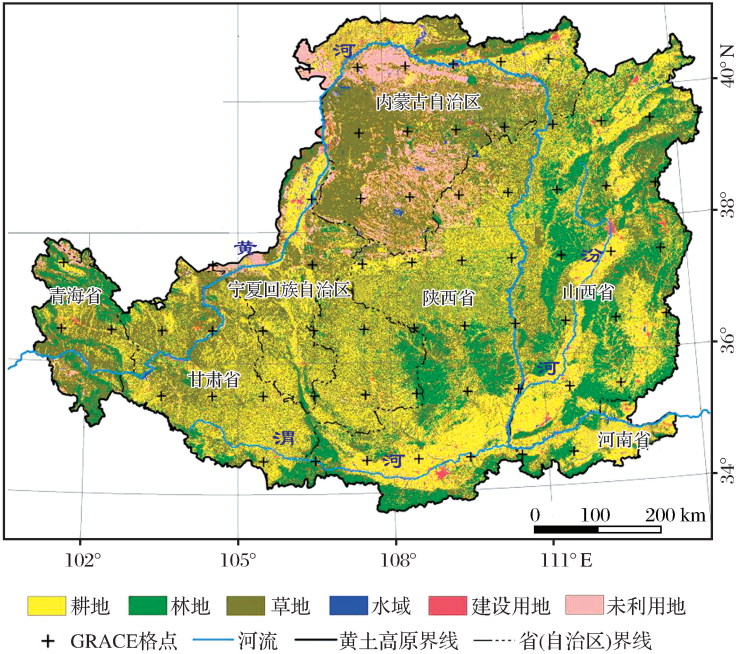 河
内蒙古自治区
黄
青海省
宁夏回族自治区
陕西省
汾
山西省
甘肃省
河
渭
河
河南省
0 100 200 km
40° N
38°
36°
34°
102° 105° 108° 111° E
耕地 林地 草地 水域 建设用地 未利用地
GRACE格点 河流 黄土高原界线 省(自治区)界线